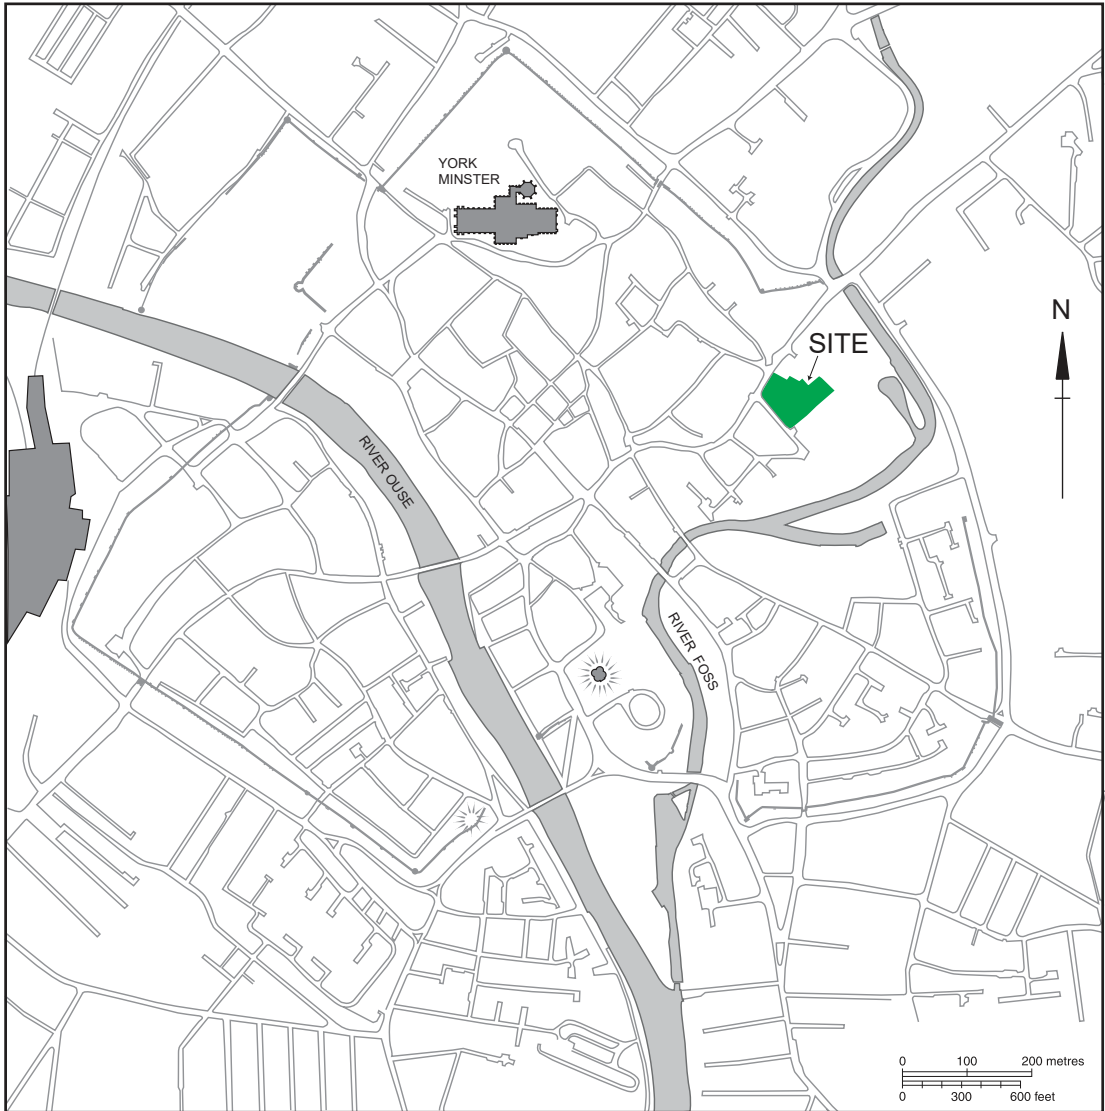 YORK
MINSTER
N
SITE
RIVER OUSE
RIVER FOSS
0 100 200 metres
0 300 600 feet